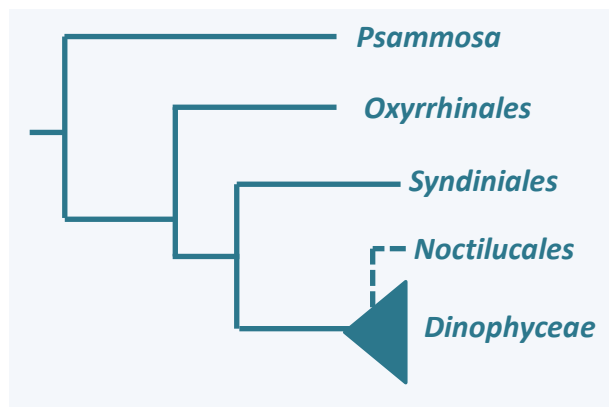 Psammosa
Oxyrrhinales
Syndiniales
Noctilucales
Dinophyceae